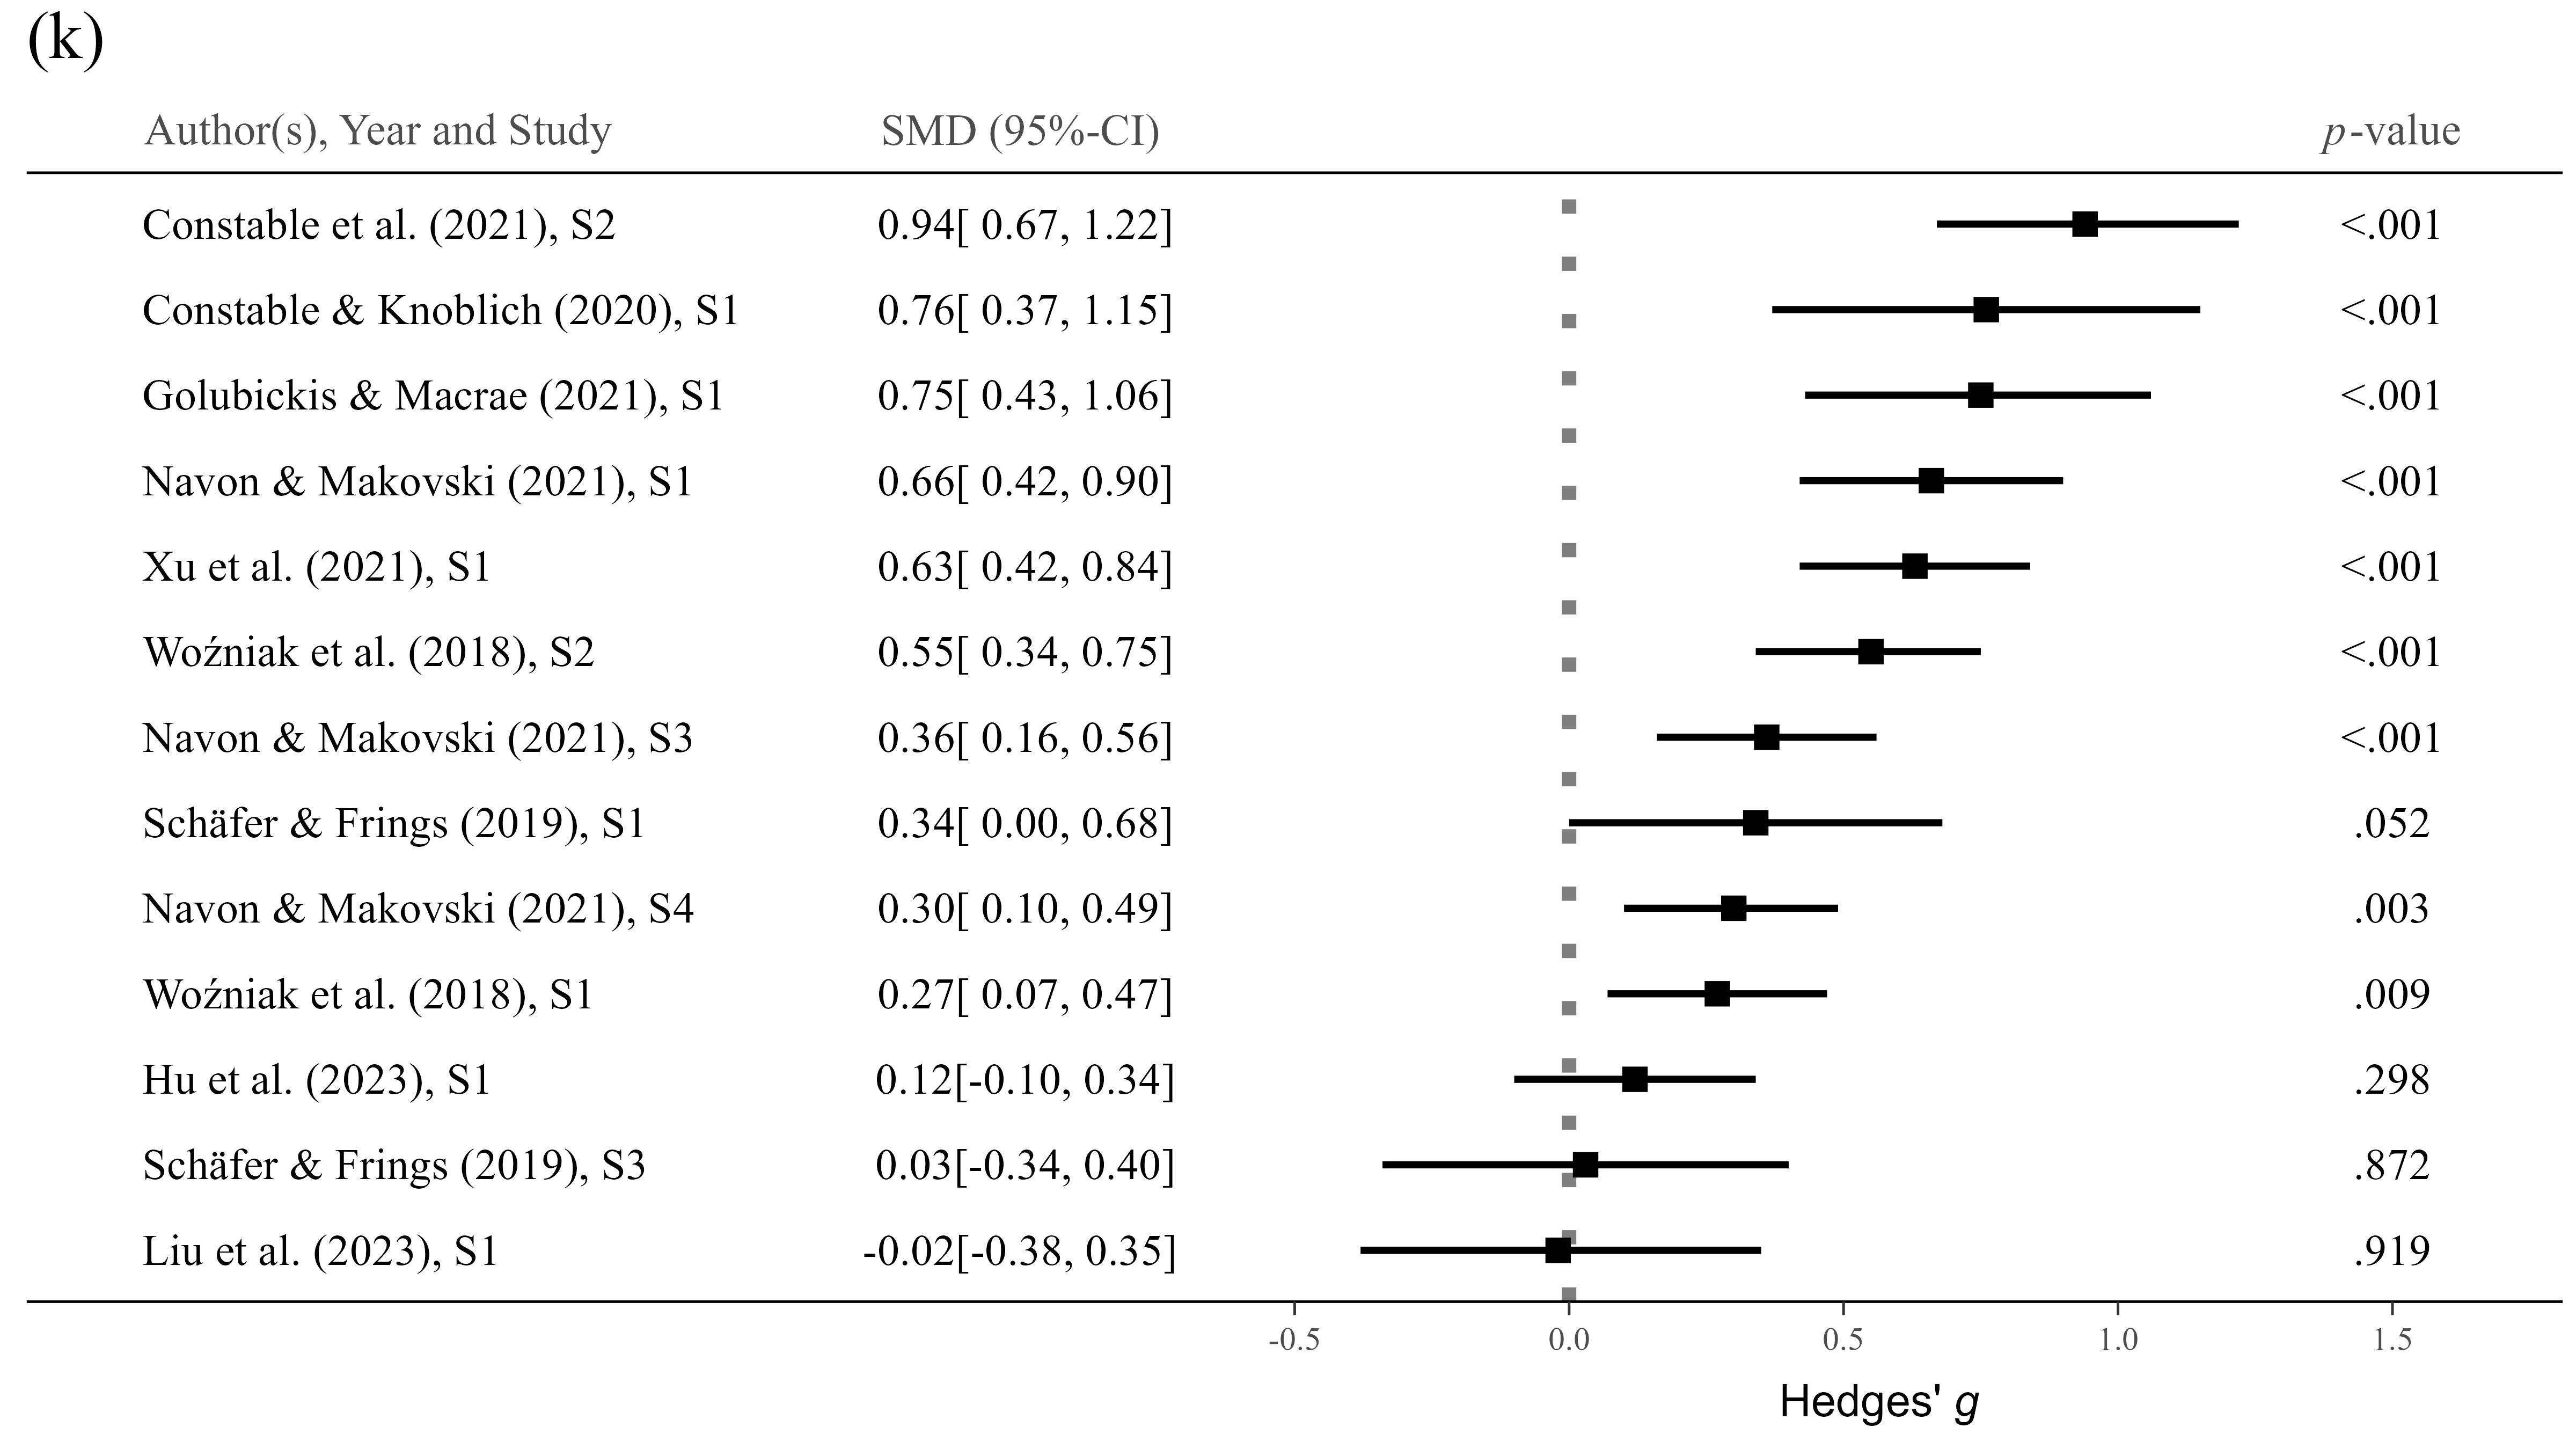 (k)
Author(s), Year and Study SMD (95%-CI) p-value
Constable et al. (2021), S2 0.94[ 0.67, 1.22] <.001
Constable & Knoblich (2020), S1 0.76[ 0.37, 1.15] <.001
Golubickis & Macrae (2021), S1 0.75[ 0.43, 1.06] <.001
Navon & Makovski (2021), S1 0.66[ 0.42, 0.90] <.001
Xu et al. (2021), S1 0.63[ 0.42, 0.84] <.001
Woźniak et al. (2018), S2 0.55[ 0.34, 0.75] <.001
Navon & Makovski (2021), S3 0.36[ 0.16, 0.56] <.001
Schäfer & Frings (2019), S1 0.34[ 0.00, 0.68] .052
Navon & Makovski (2021), S4 0.30[ 0.10, 0.49] .003
Woźniak et al. (2018), S1 0.27[ 0.07, 0.47] .009
Hu et al. (2023), S1 0.12[-0.10, 0.34] .298
Schäfer & Frings (2019), S3 0.03[-0.34, 0.40] .872
Liu et al. (2023), S1 -0.02[-0.38, 0.35] .919
-0.5 0.0 0.5 1.0 1.5
Hedges' g